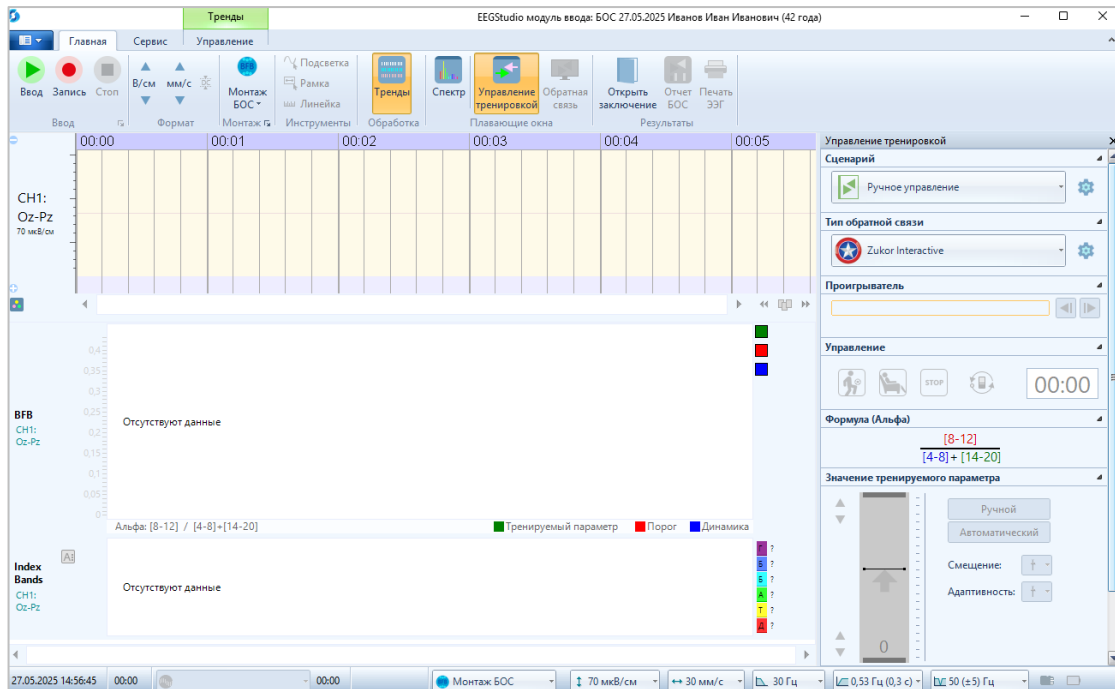 Тренды
EEGStudio модуль ввода: БОС 27.05.2025 Иванов Иван Иванович (42 года)
Главная Сервис Управление
Ввод Запись Стоп В/см мм/с Монтаж БОС Подсветка Рамка Линейка Тренды Спектр Управление тренировкой Обратная связь Открыть заключение Отчет БОС Печать ЭЭГ
Ввод Формат Монтаж Инструменты Обработка Плавающие окна Результаты
00:00 00:01 00:02 00:03 00:04 00:05
CH1:
Oz-Pz
70 мкВ/см
0,4
0,35
0,3
0,25
0,2
0,15
0,1
0,05
0
BFB
CH1:
Oz-Pz
Отсутствуют данные
Альфа: [8-12] / [4-8]+[14-20] Тренируемый параметр Порог Динамика
Index
Bands
CH1:
Oz-Pz
Отсутствуют данные
Г ?
Б ?
Б ?
А ?
Т ?
Д ?
Управление тренировкой
Сценарий
Ручное управление
Тип обратной связи
Zukor Interactive
Проигрыватель
Управление
STOP 00:00
Формула (Альфа)
[8-12]
[4-8]+ [14-20]
Значение тренируемого параметра
Ручной
Автоматический
Смещение:
Адаптивность:
0
27.05.2025 14:56:45 00:00 00:00 Монтаж БОС 70 мкВ/см 30 мм/с 30 Гц 0,53 Гц (0,3 с) 50 (±5) Гц